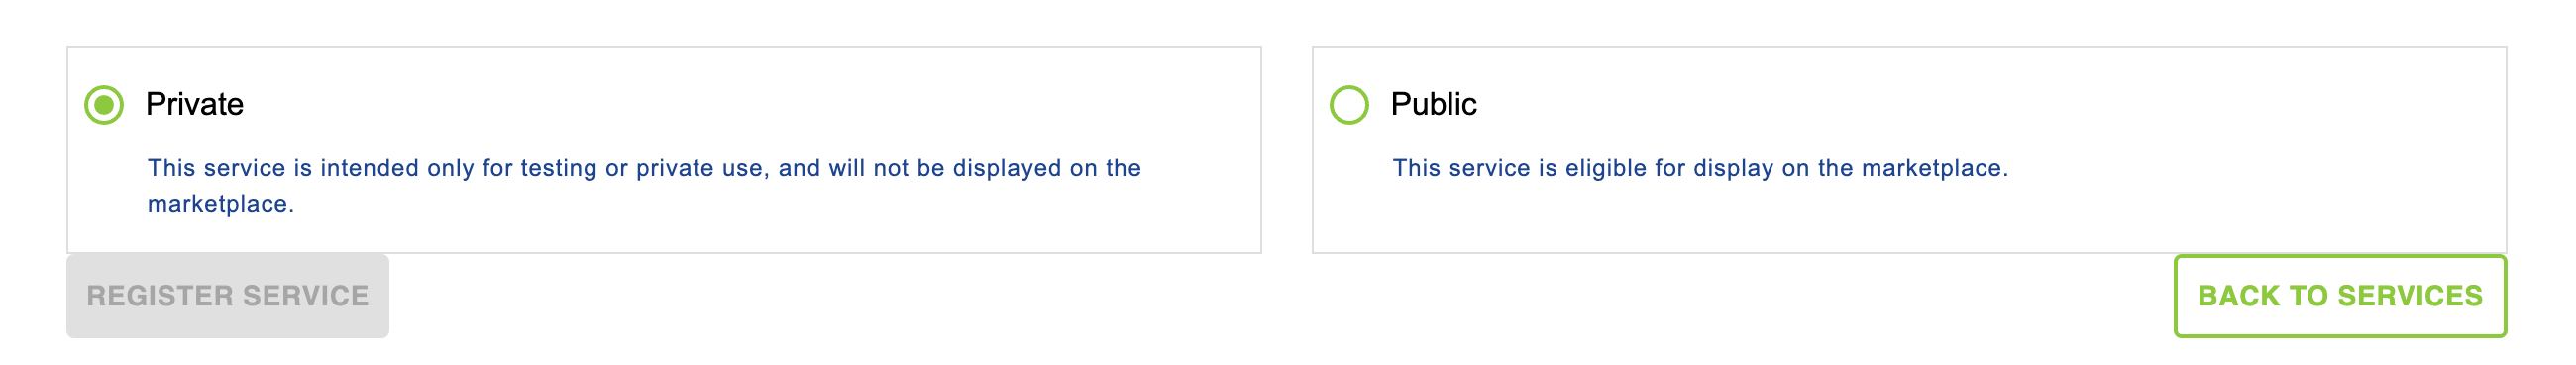 Private
This service is intended only for testing or private use, and will not be displayed on the
marketplace.
Public
This service is eligible for display on the marketplace.
REGISTER SERVICE
BACK TO SERVICES